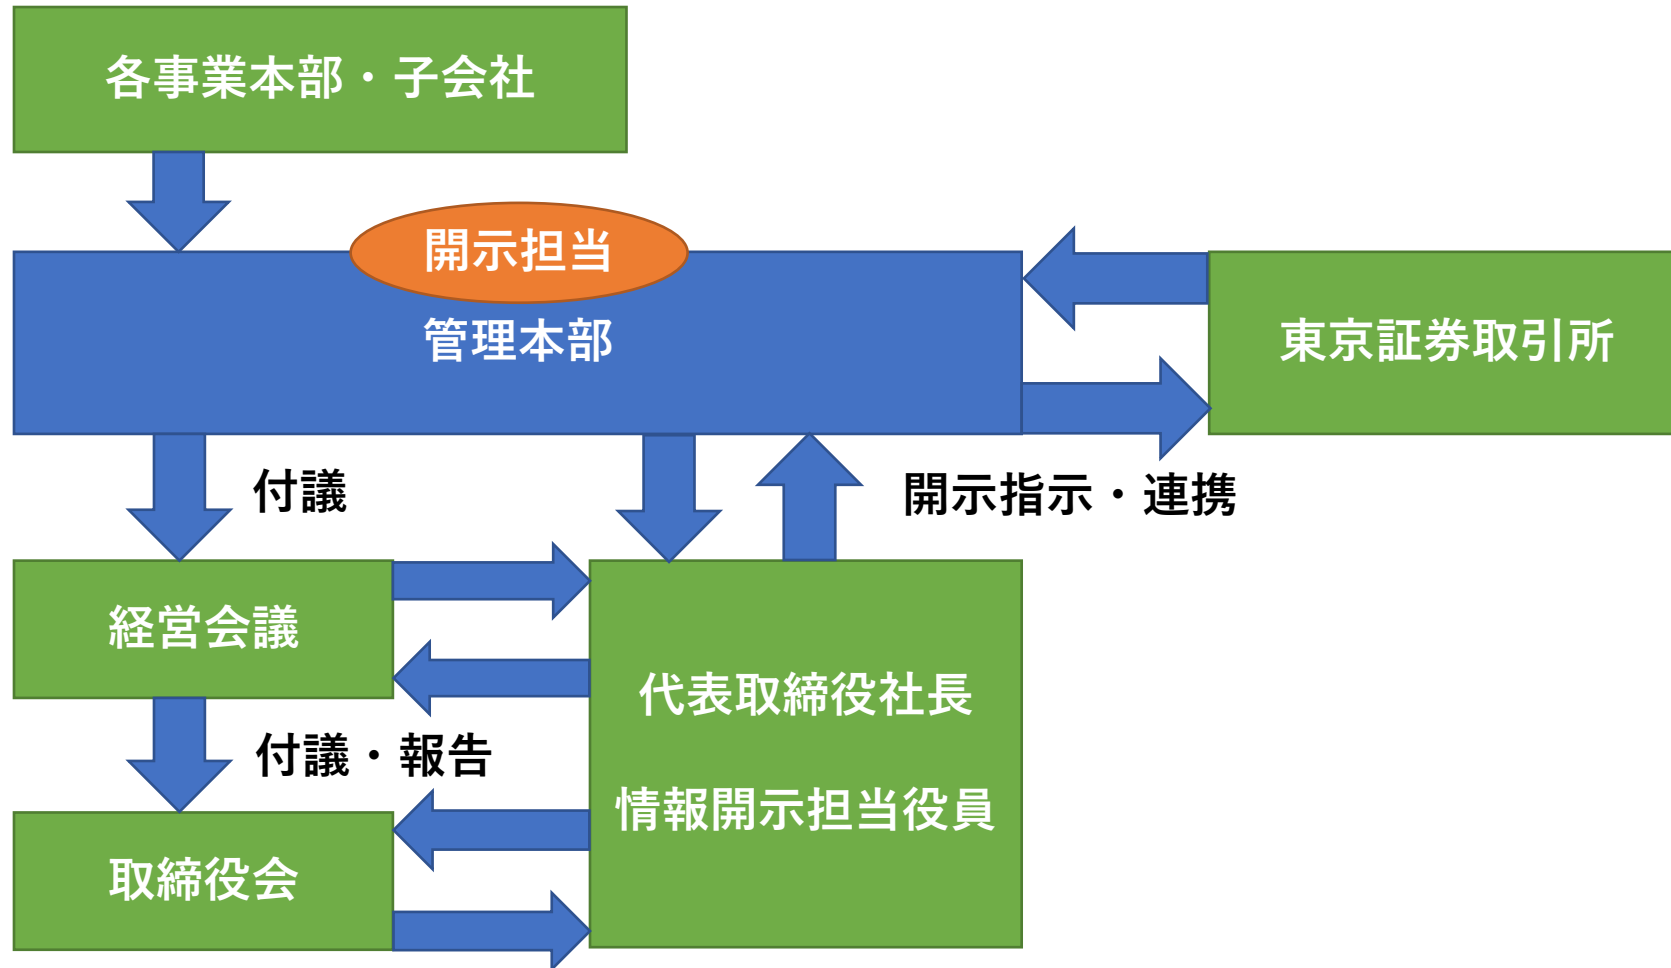 各事業本部・子会社
開示担当
管理本部
東京証券取引所
付議
開示指示・連携
経営会議
代表取締役社長
付議・報告
情報開示担当役員
取締役会